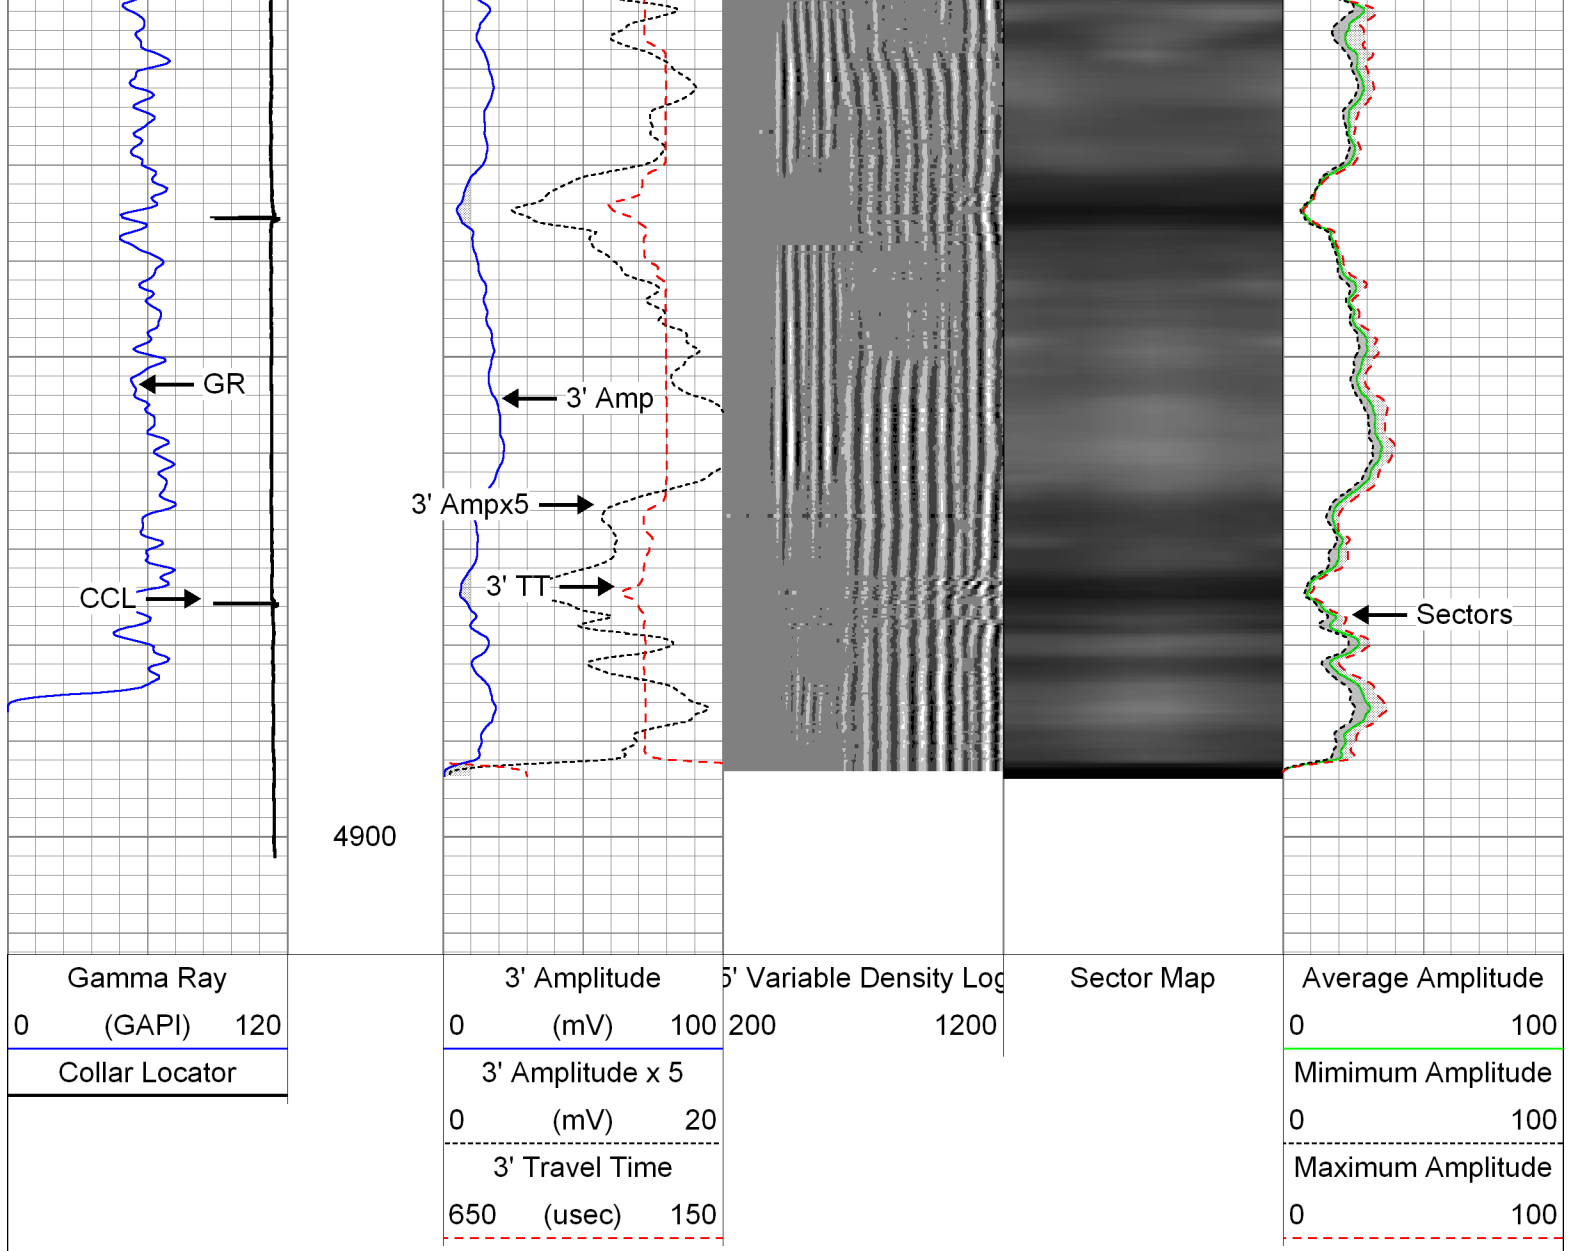 GR
3' Amp
3' Ampx5
3' TT
CCL
Sectors
4900
Gamma Ray
0 (GAPI) 120
Collar Locator
3' Amplitude
0 (mV) 100
3' Amplitude x 5
0 (mV) 20
3' Travel Time
650 (usec) 150
5' Variable Density Log
200 1200
Sector Map
Average Amplitude
0 100
Mimimum Amplitude
0 100
Maximum Amplitude
0 100